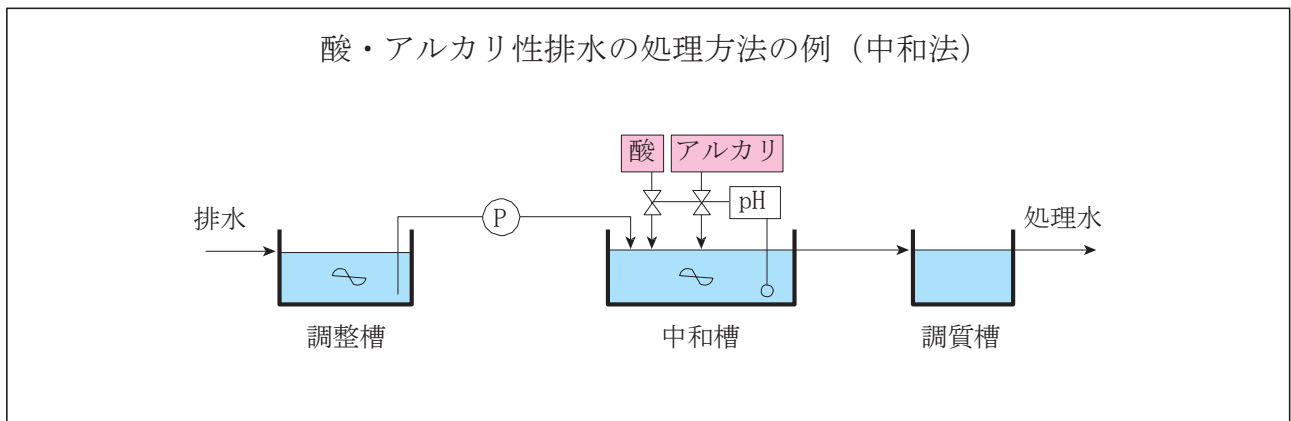 酸・アルカリ性排水の処理方法の例（中和法）
酸
アルカリ
pH
排水
P
処理水
調整槽
中和槽
調質槽